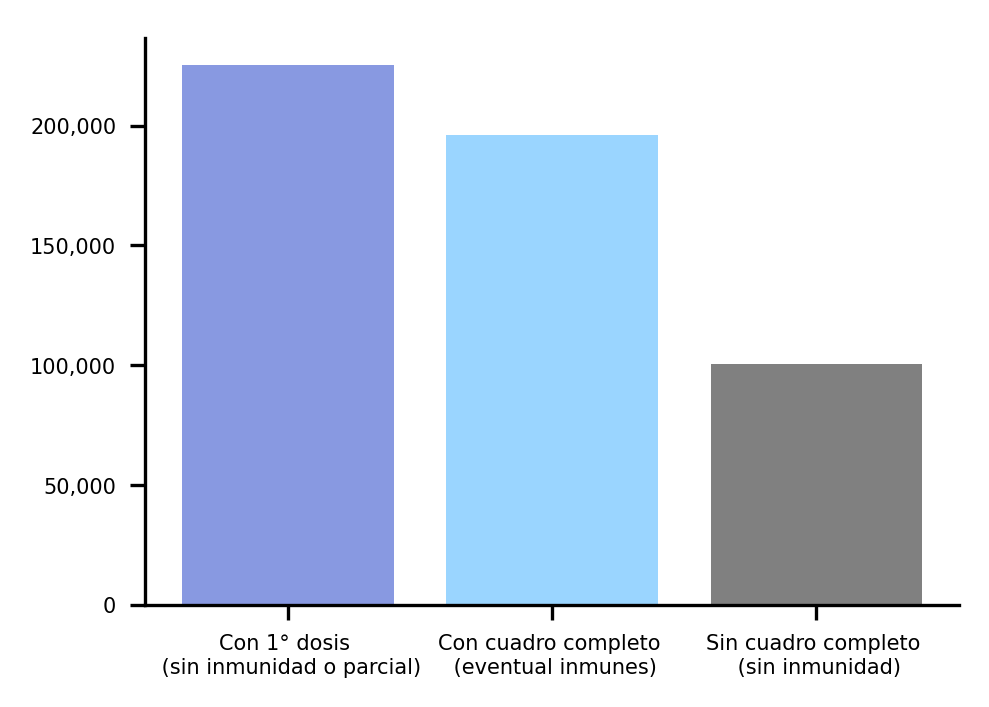 200,000
150,000
100,000
50,000
0
Con 1° dosis
(sin inmunidad o parcial)
Con cuadro completo
(eventual inmunes)
Sin cuadro completo
(sin inmunidad)